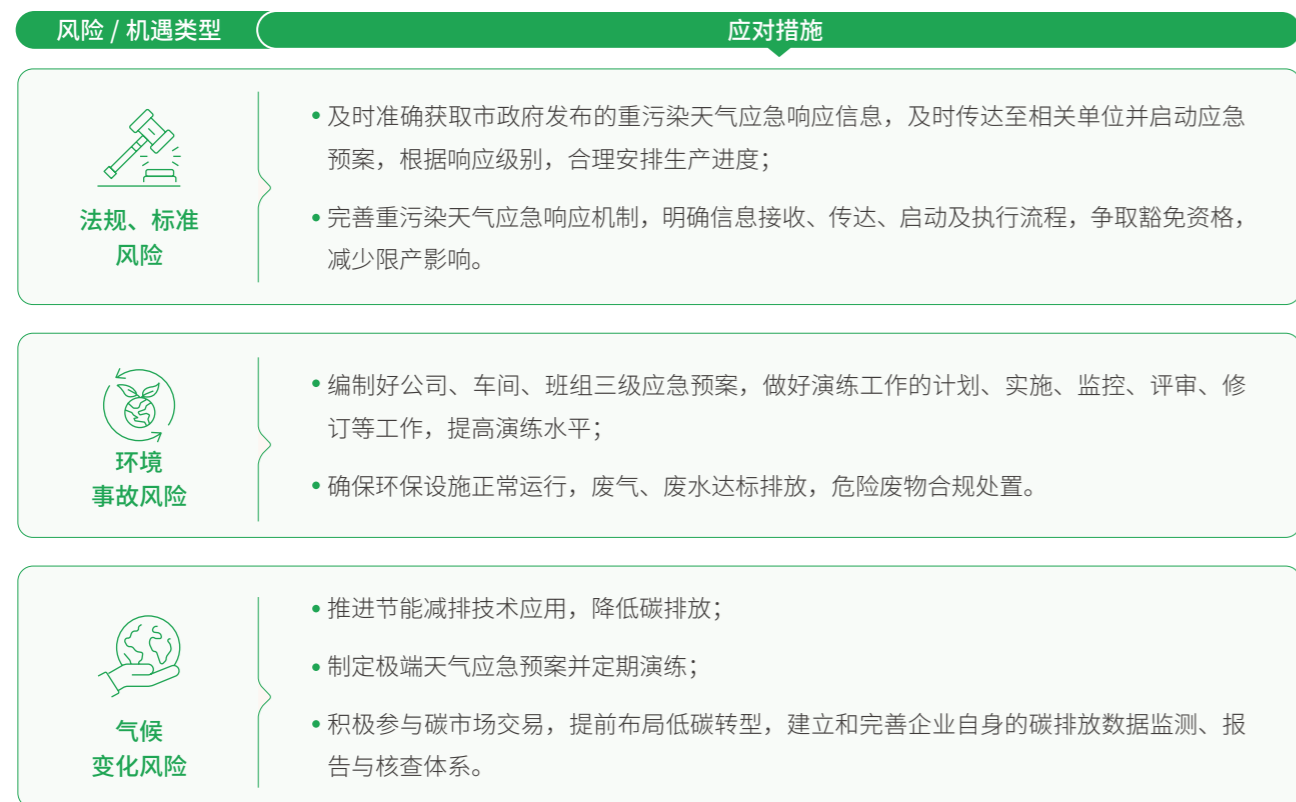 风险 / 机遇类型
应对措施
法规、标准
风险
• 及时准确获取市政府发布的重污染天气应急响应信息，及时传达至相关单位并启动应急
预案，根据响应级别，合理安排生产进度；
• 完善重污染天气应急响应机制，明确信息接收、传达、启动及执行流程，争取豁免资格，
减少限产影响。
环境
事故风险
• 编制好公司、车间、班组三级应急预案，做好演练工作的计划、实施、监控、评审、修
订等工作，提高演练水平；
• 确保环保设施正常运行，废气、废水达标排放，危险废物合规处置。
气候
变化风险
• 推进节能减排技术应用，降低碳排放；
• 制定极端天气应急预案并定期演练；
• 积极参与碳市场交易，提前布局低碳转型，建立和完善企业自身的碳排放数据监测、报
告与核查体系。